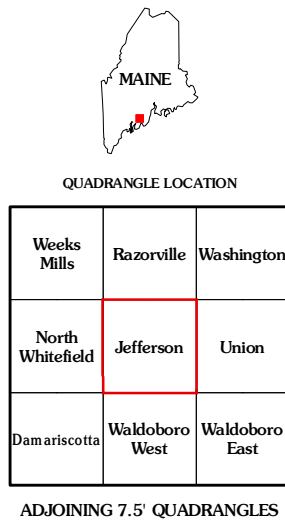 MAINE
QUADRANGLE LOCATION
Weeks
Mills
Razorville
Washington
North
Whitefield
Jefferson
Union
Damariscotta
Waldoboro
West
Waldoboro
East
ADJOINING 7.5' QUADRANGLES